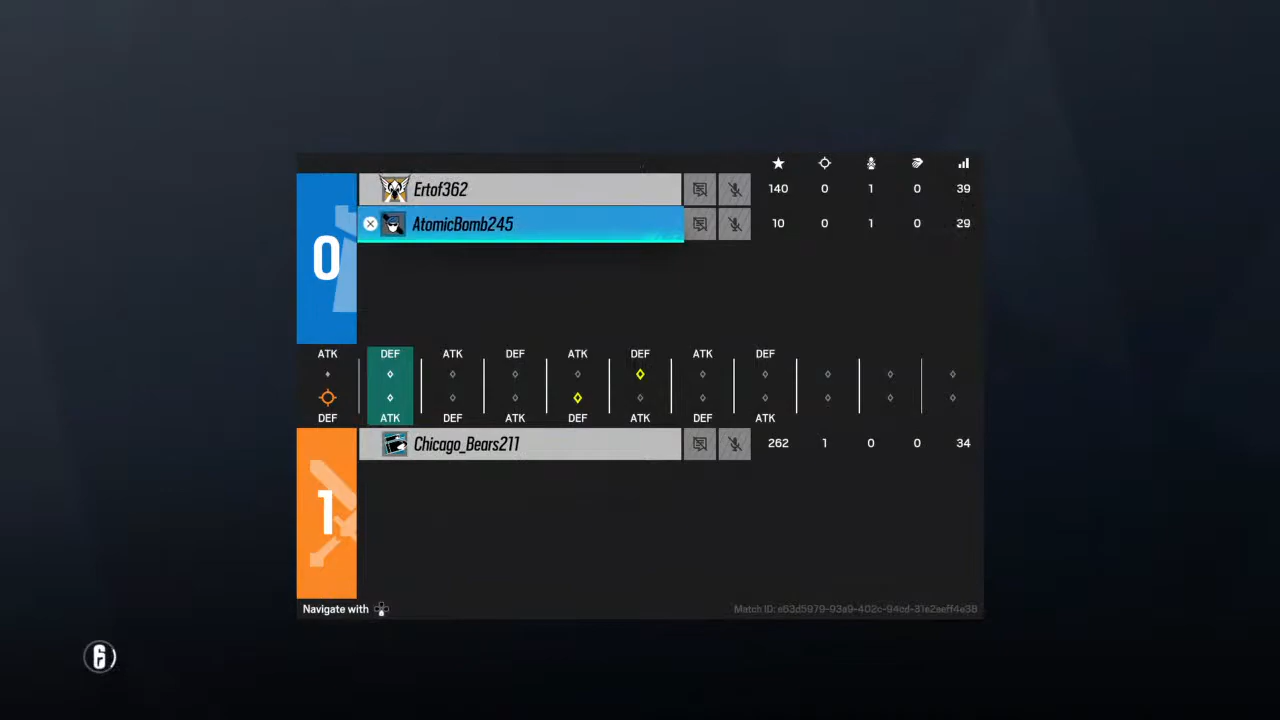 Ertof362 140 0 1 0 39
AtomicBomb245 10 0 1 0 29
0
ATK DEF ATK DEF ATK DEF ATK DEF
DEF ATK DEF ATK DEF ATK DEF ATK
Chicago_Bears211 262 1 0 0 34
1
Navigate with
Match ID: e63d5979-93a9-402c-94cd-31e2aeff4e38
6